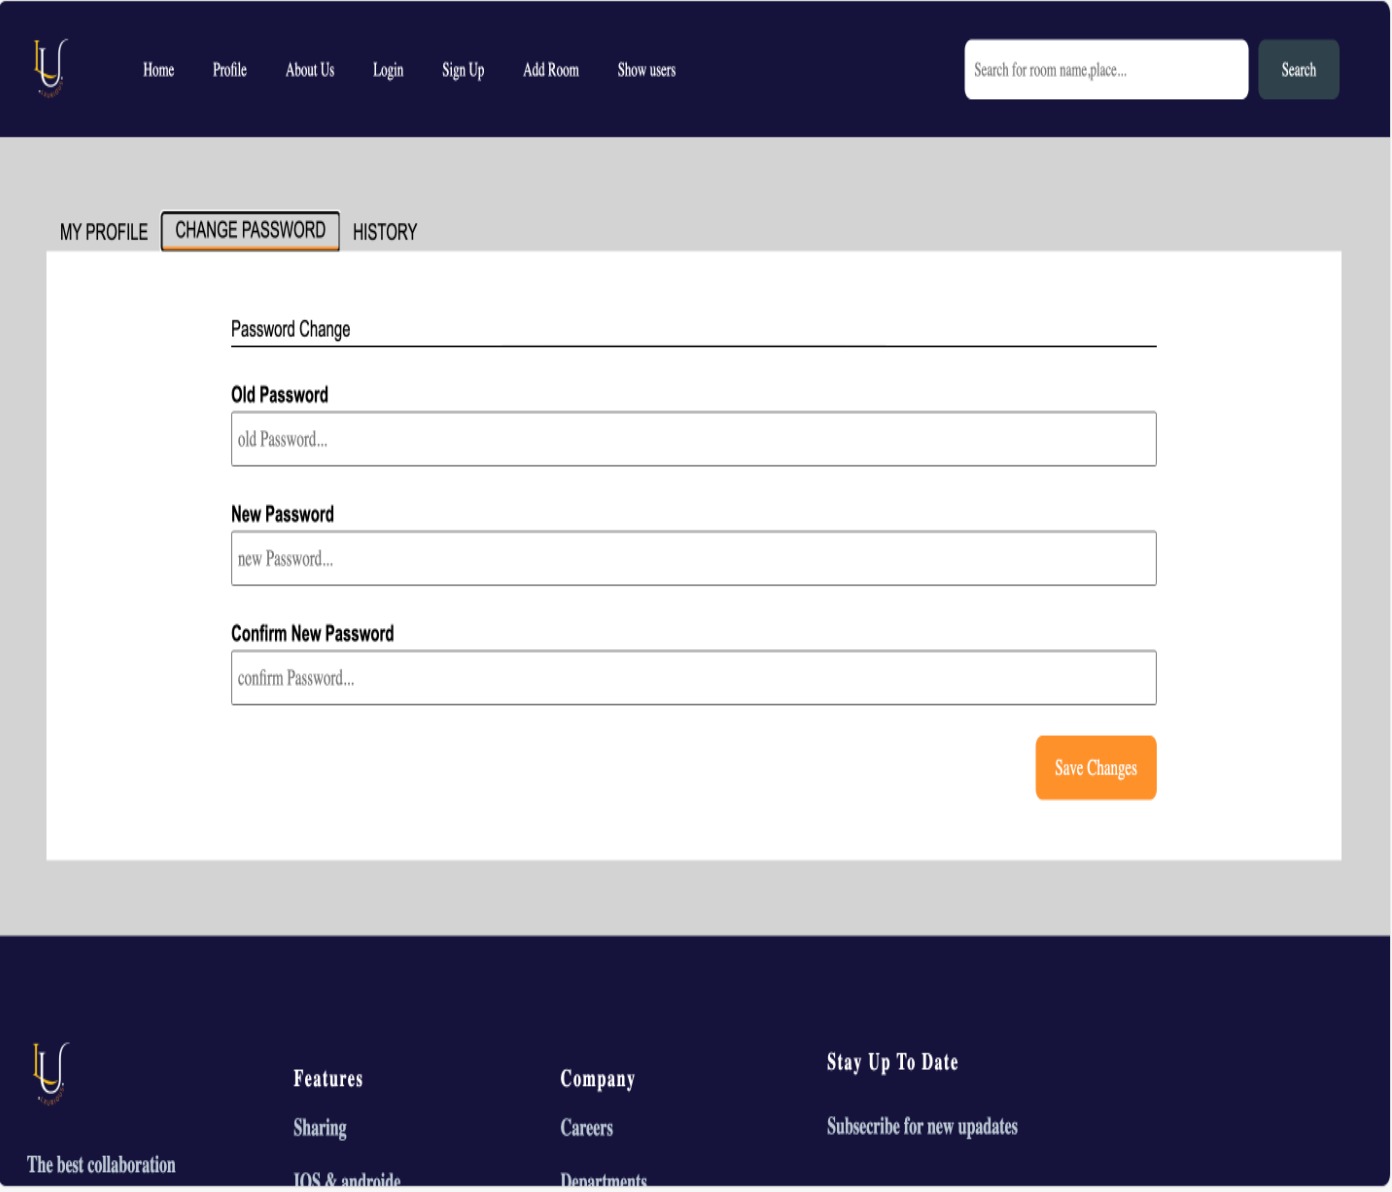 Home Profile About Us Login Sign Up Add Room Show users Search for room name,place... Search
MY PROFILE CHANGE PASSWORD HISTORY
Password Change
Old Password
old Password...
New Password
new Password...
Confirm New Password
confirm Password...
Save Changes
Features Company Stay Up To Date
Sharing Careers Subsecribe for new upadates
The best collaboration
IOS & androide Departments